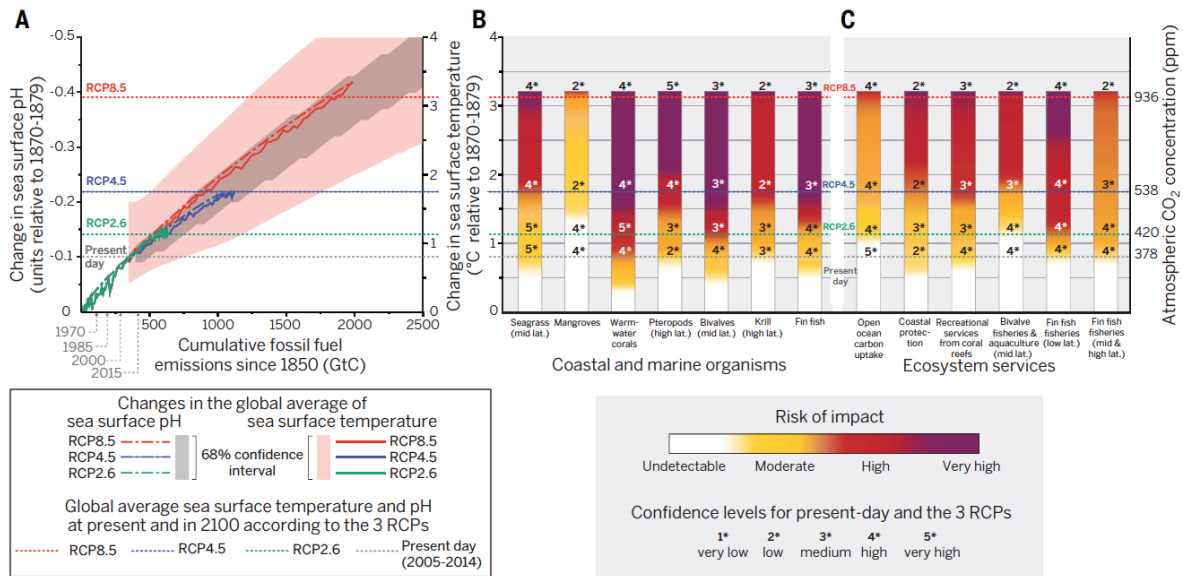 A
B
C
Change in sea surface pH
(units relative to 1870-1879)
-0.5
-0.4
-0.3
-0.2
-0.1
0
RCP8.5
RCP4.5
RCP2.6
Present
day
1970
1985
2000
2015
500
1000
1500
2000
2500
Cumulative fossil fuel
emissions since 1850 (GtC)
4
3
2
1
0
Change in sea surface temperature
(°C relative to 1870-1879)
4
3
2
1
0
4* 2* 4* 5* 4* 2* 3*
4* 2* 4* 4* 3* 2* 3*
5* 4* 5* 3* 3* 3* 4*
5* 4* 4* 2* 4* 3* 4*
Seagrass
(mid lat.)
Mangroves
Warm-
water
corals
Pteropods
(high lat.)
Bivalves
(mid lat.)
Krill
(high lat.)
Fin fish
Coastal and marine organisms
RCP8.5
RCP4.5
RCP2.6
Present
day
4* 2* 3* 2* 4* 2*
4* 2* 3* 3* 4* 3*
4* 3* 3* 4* 4* 4*
5* 2* 4* 4* 4* 4*
Open
ocean
carbon
uptake
Coastal
protec-
tion
Recreational
services
from coral
reefs
Bivalve
fisheries &
aquaculture
(mid lat.)
Fin fish
fisheries
(low lat.)
Fin fish
fisheries
(mid &
high lat.)
Ecosystem services
936
538
420
378
Atmospheric CO2 concentration (ppm)
Changes in the global average of
sea surface pH
sea surface temperature
RCP8.5
RCP4.5
RCP2.6
68% confidence
interval
RCP8.5
RCP4.5
RCP2.6
Global average sea surface temperature and pH
at present and in 2100 according to the 3 RCPs
RCP8.5
RCP4.5
RCP2.6
Present day
(2005-2014)
Risk of impact
Undetectable
Moderate
High
Very high
Confidence levels for present-day and the 3 RCPs
1* 2* 3* 4* 5*
very low low medium high very high